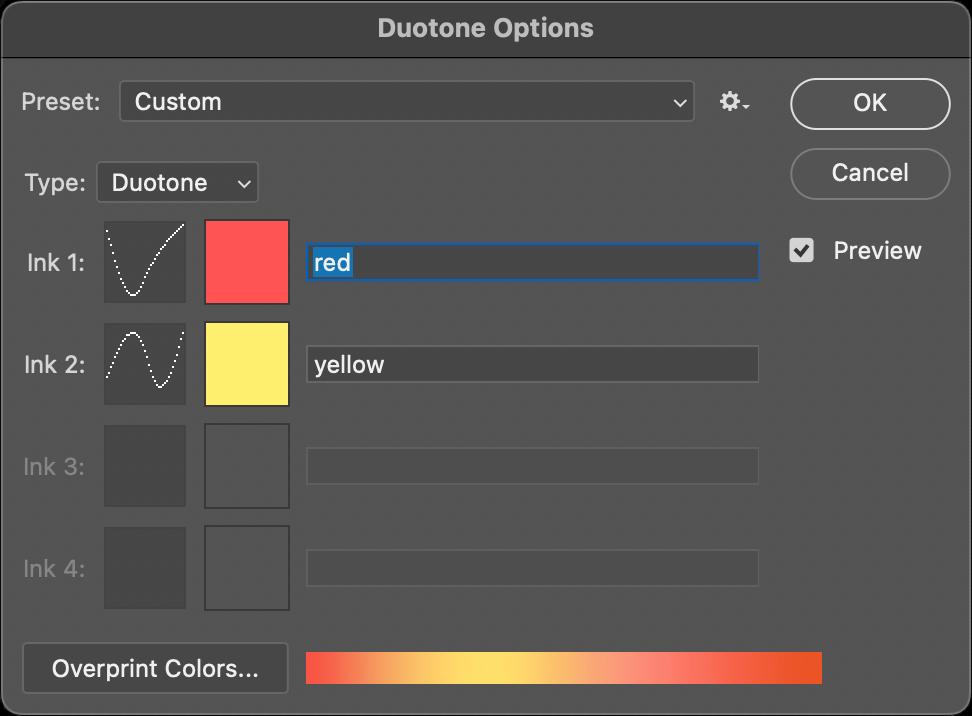 Duotone Options
Preset: Custom
OK
Cancel
Type: Duotone
Ink 1: red
Preview
Ink 2: yellow
Ink 3:
Ink 4:
Overprint Colors...